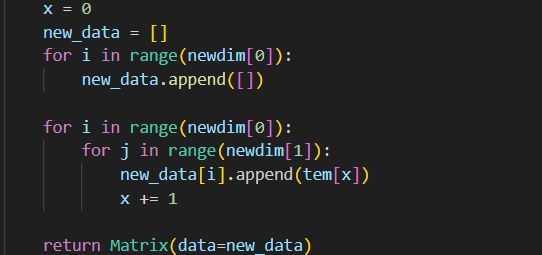 x = 0
new_data = []
for i in range(newdim[0]):
    new_data.append([])

for i in range(newdim[0]):
    for j in range(newdim[1]):
        new_data[i].append(tem[x])
        x += 1

return Matrix(data=new_data)